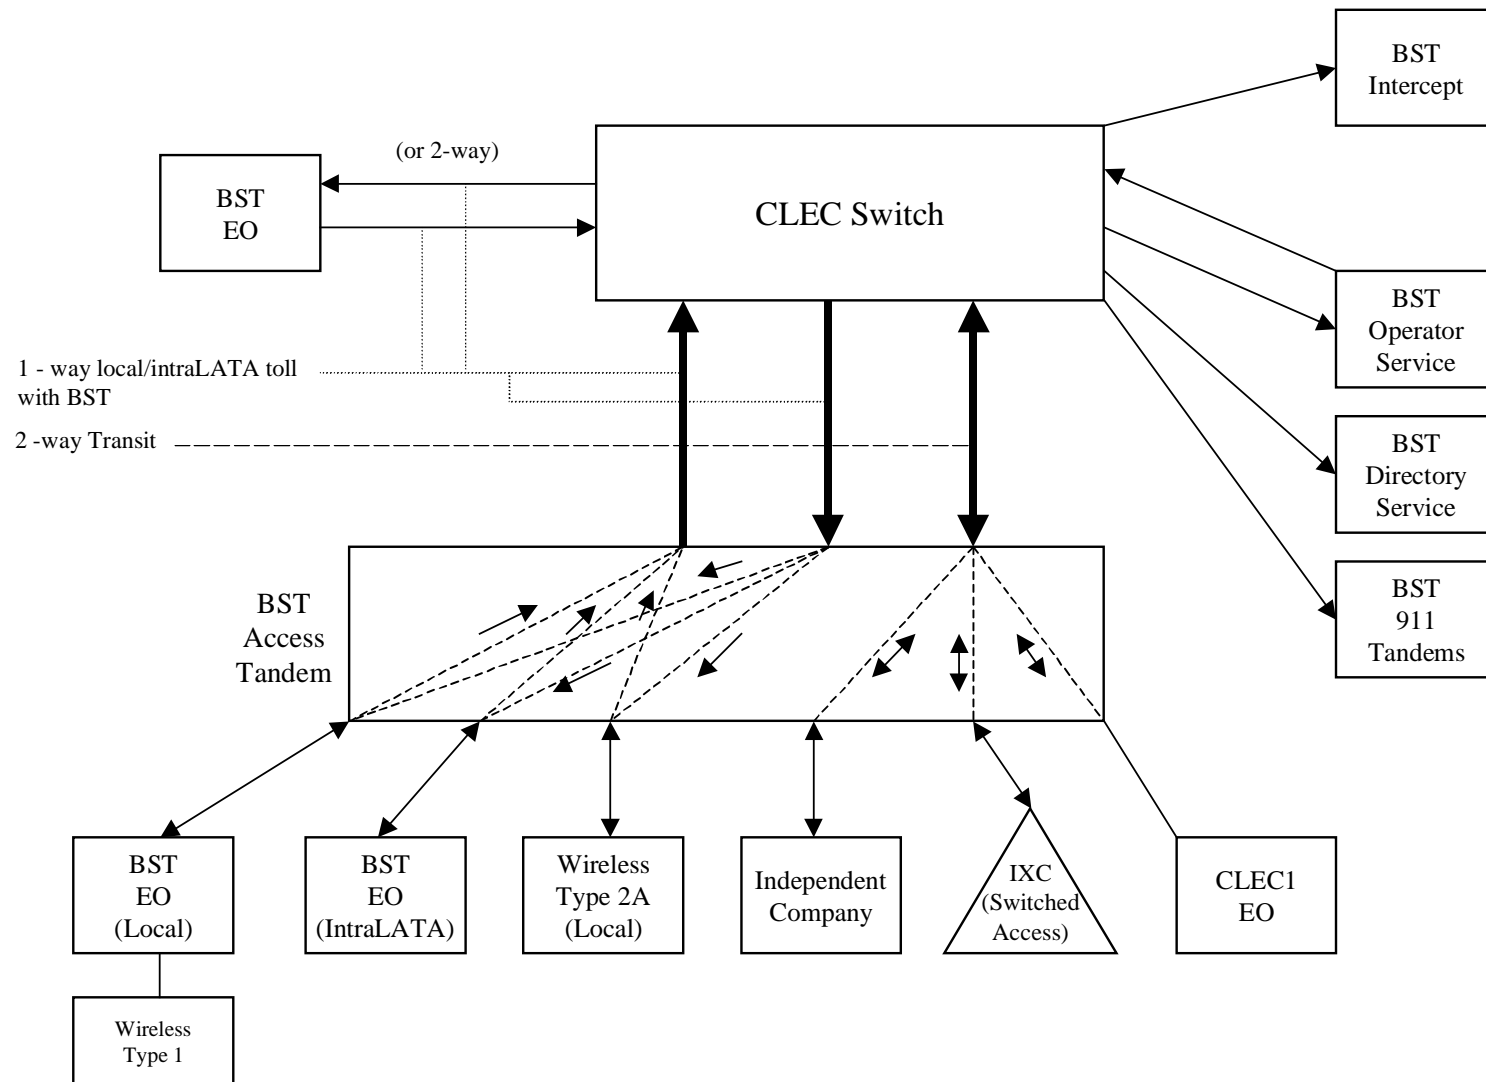 BST
Intercept
(or 2-way)
BST
EO
CLEC Switch
BST
Operator
Service
1 - way local/intraLATA toll
with BST
2 -way Transit
BST
Directory
Service
BST
Access
Tandem
BST
911
Tandems
BST
EO
(Local)
BST
EO
(IntraLATA)
Wireless
Type 2A
(Local)
Independent
Company
IXC
(Switched
Access)
CLEC1
EO
Wireless
Type 1